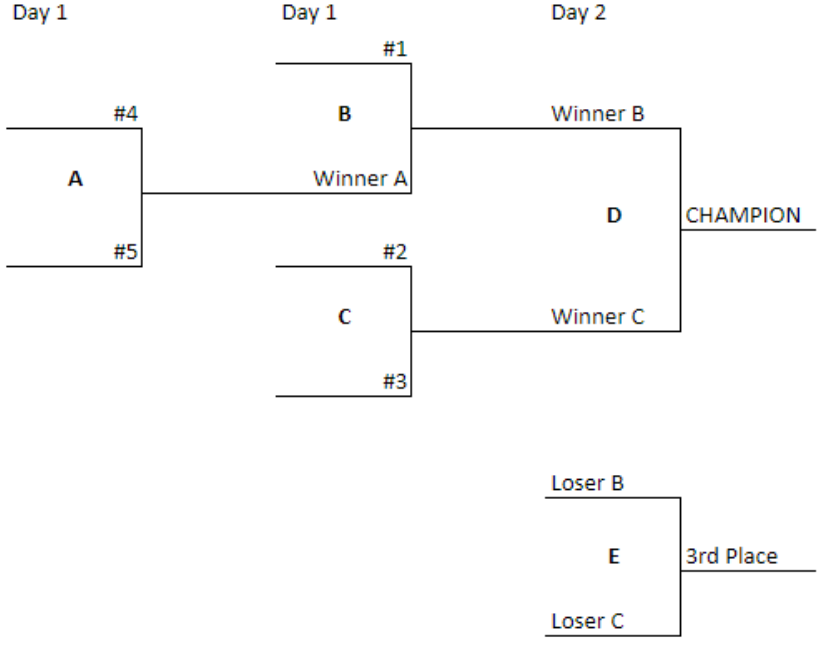 Day 1
Day 1
Day 2
#1
#4
B
Winner B
A
Winner A
D
CHAMPION
#5
#2
C
Winner C
#3
Loser B
E
3rd Place
Loser C